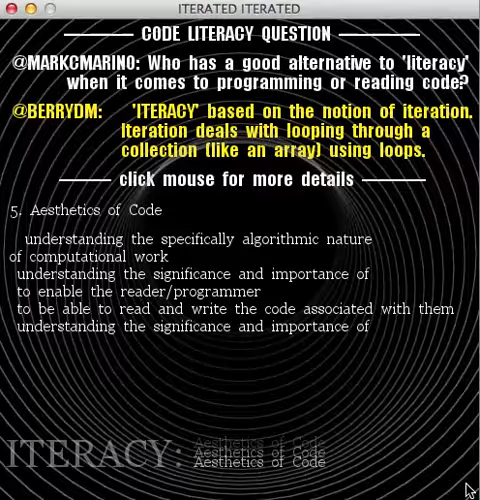 ITERATED ITERATED
CODE LITERACY QUESTION
@MARKCMARINO: Who has a good alternative to 'literacy'
when it comes to programming or reading code?
@BERRYDM: 'ITERACY' based on the notion of iteration.
Iteration deals with looping through a
collection (like an array) using loops.
click mouse for more details
5. Aesthetics of Code
understanding the specifically algorithmic nature
of computational work
understanding the significance and importance of
to enable the reader/programmer
to be able to read and write the code associated with them
understanding the significance and importance of
ITERACY:
Aesthetics of Code
Aesthetics of Code
Aesthetics of Code